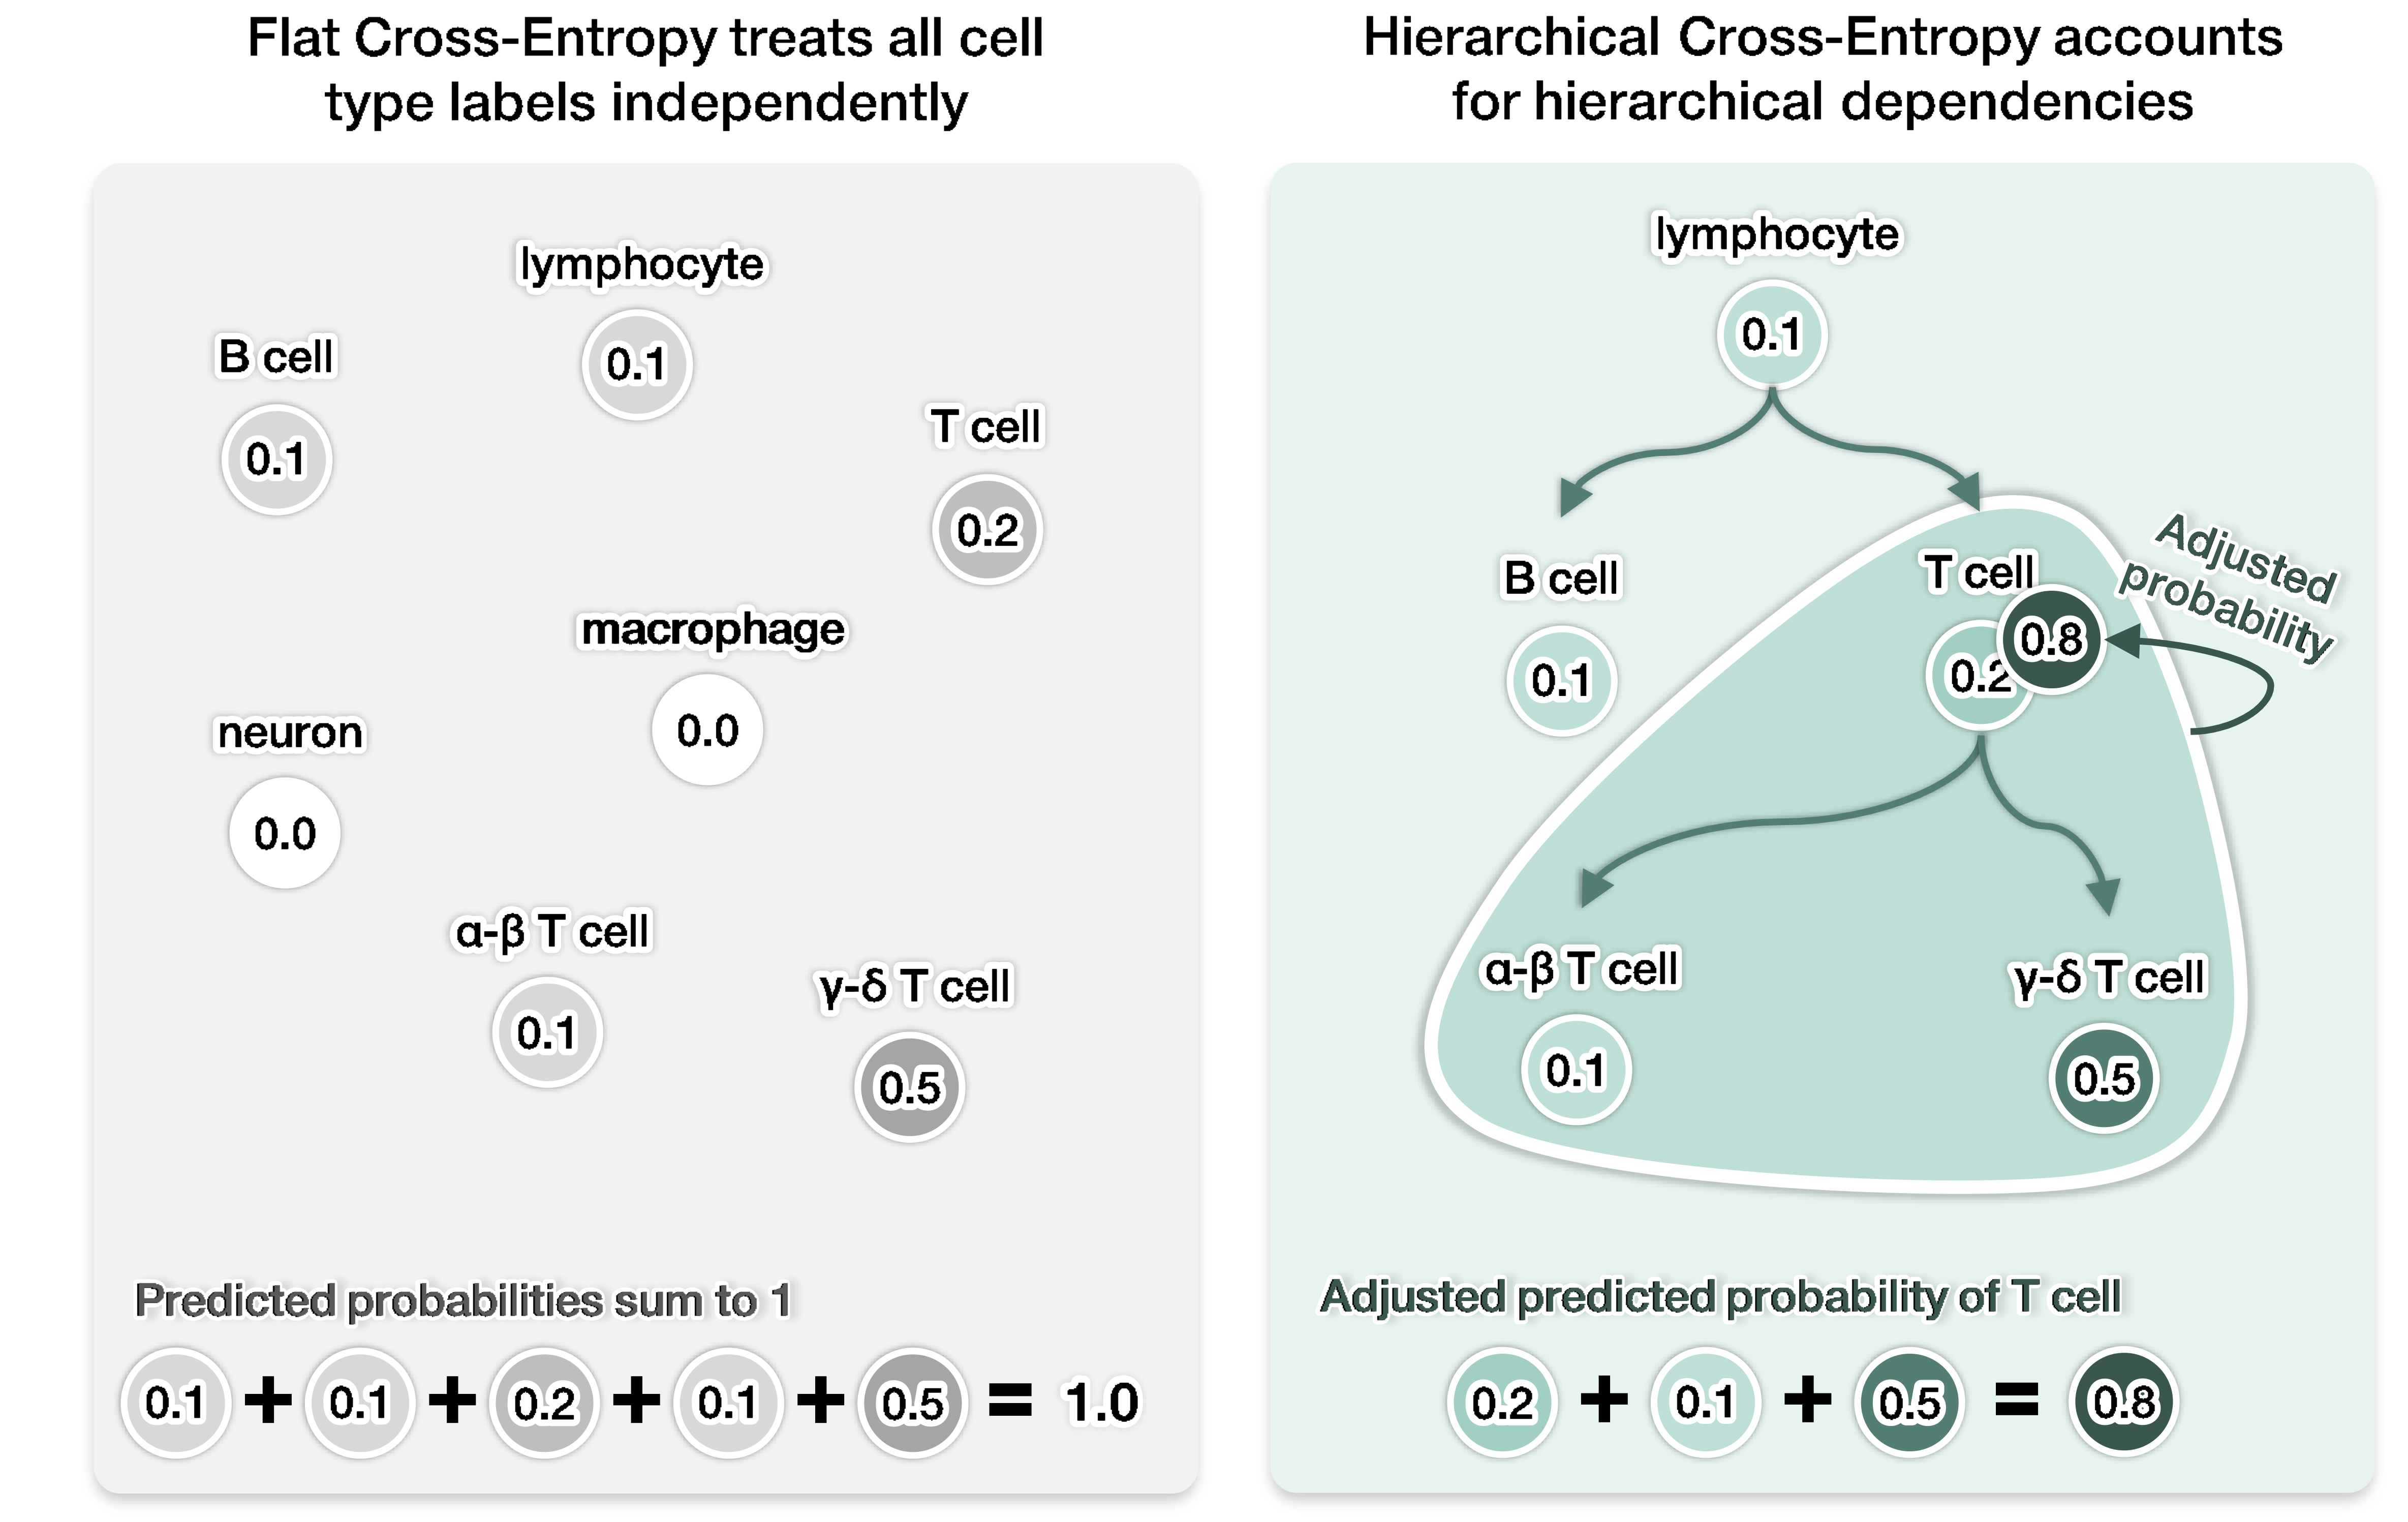 Flat Cross-Entropy treats all cell
type labels independently
lymphocyte
0.1
B cell
0.1
T cell
0.2
macrophage
0.0
neuron
0.0
α-β T cell
0.1
γ-δ T cell
0.5
Predicted probabilities sum to 1
0.1 + 0.1 + 0.2 + 0.1 + 0.5 = 1.0
Hierarchical Cross-Entropy accounts
for hierarchical dependencies
lymphocyte
0.1
B cell
0.1
T cell
0.2
0.8
Adjusted
probability
α-β T cell
0.1
γ-δ T cell
0.5
Adjusted predicted probability of T cell
0.2 + 0.1 + 0.5 = 0.8